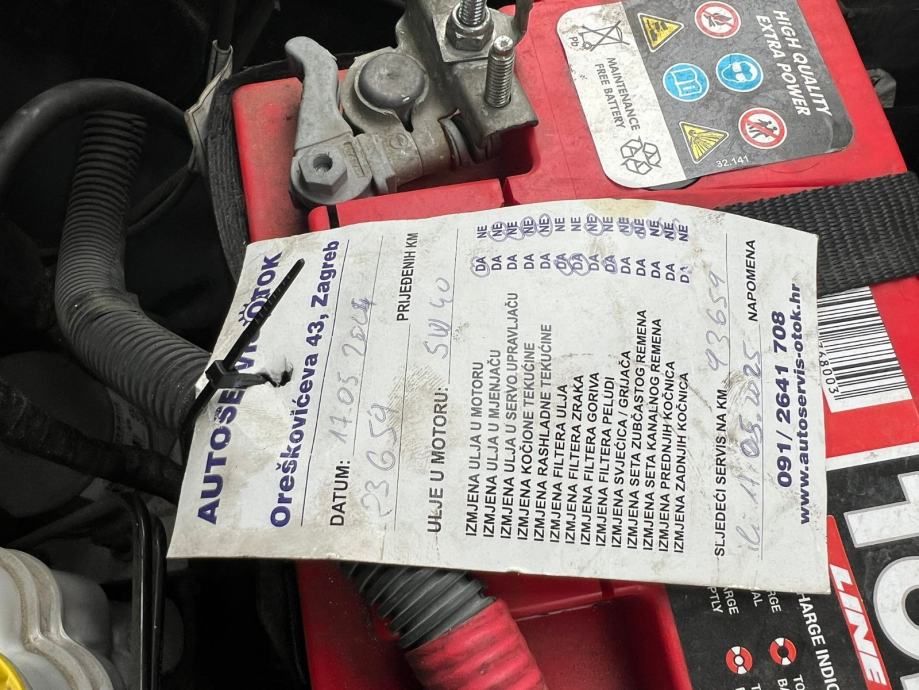 AUTOSERVIS OTOK
Oreškovićeva 43, Zagreb
DATUM: 17.05.2024
PRIJEĐENIH KM
ULJE U MOTORU: 5W40
IZMJENA ULJA U MOTORU DA NE
IZMJENA ULJA U MJENJAČU DA NE
IZMJENA ULJA U SERVO UPRAVLJAČU DA NE
IZMJENA KOČIONE TEKUĆINE DA NE
IZMJENA RASHLADNE TEKUĆINE DA NE
IZMJENA FILTERA ULJA DA NE
IZMJENA FILTERA ZRAKA DA NE
IZMJENA FILTERA GORIVA DA NE
IZMJENA FILTERA PELUDI DA NE
IZMJENA SVJEĆICA / GRIJAČA DA NE
IZMJENA SETA ZUBČASTOG REMENA DA NE
IZMJENA SETA KANALNOG REMENA DA NE
IZMJENA PREDNJIH KOČNICA DA NE
IZMJENA ZADNJIH KOČNICA DA NE
SLJEDEĆI SERVIS NA KM 93659
NAPOMENA
091/ 2641 708
www.autoservis-otok.hr
HIGH QUALITY
EXTRA POWER
MAINTENANCE
FREE BATTERY
Pb
32.141
LINE